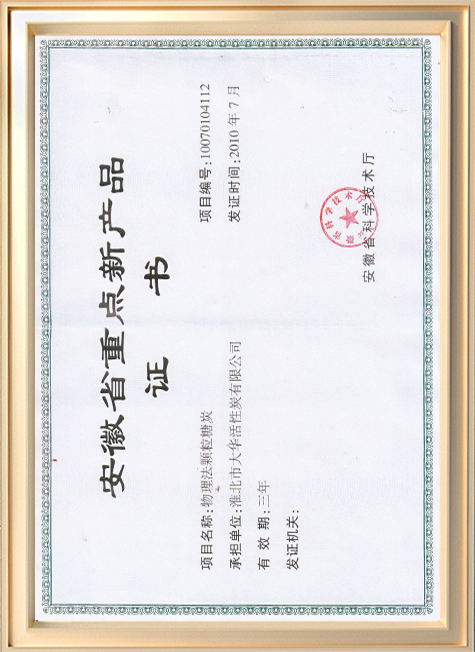 安徽省重点新产品
证书
项目名称:物理法颗粒糖炭
项目编号:10070104112
承担单位:淮北市大华活性炭有限公司
发证时间:2010 年 7 月
有 效 期:三年
发证机关:
安徽省科学技术厅